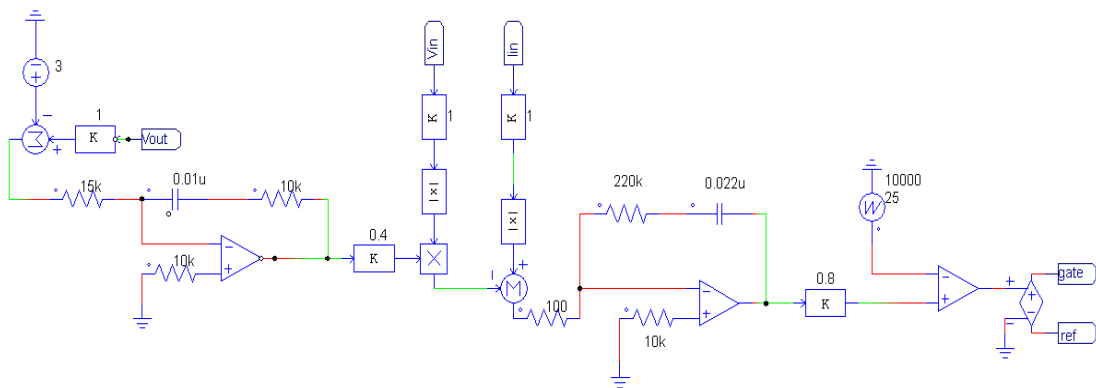 3
1
K
Vout
15k
0.01u
10k
10k
0.4
K
Vin
K
1
|x|
X
Iin
K
1
|x|
M
100
220k
0.022u
10k
0.8
K
10000
25
W
gate
ref